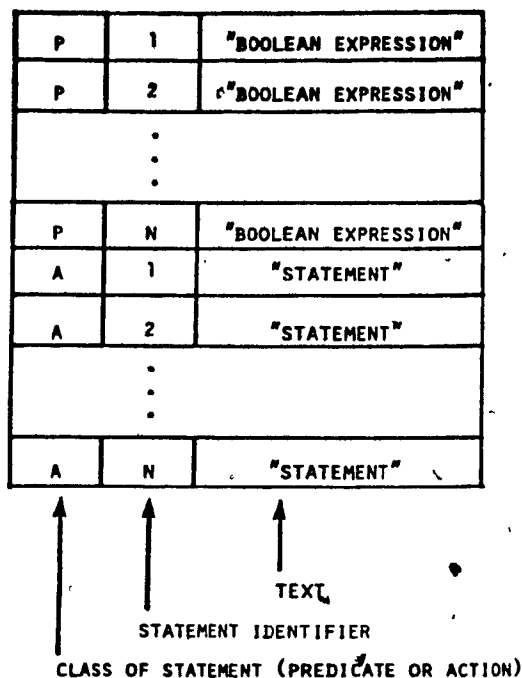 P 1 "BOOLEAN EXPRESSION"
P 2 "BOOLEAN EXPRESSION"
P N "BOOLEAN EXPRESSION"
A 1 "STATEMENT"
A 2 "STATEMENT"
A N "STATEMENT"
TEXT
STATEMENT IDENTIFIER
CLASS OF STATEMENT (PREDICATE OR ACTION)